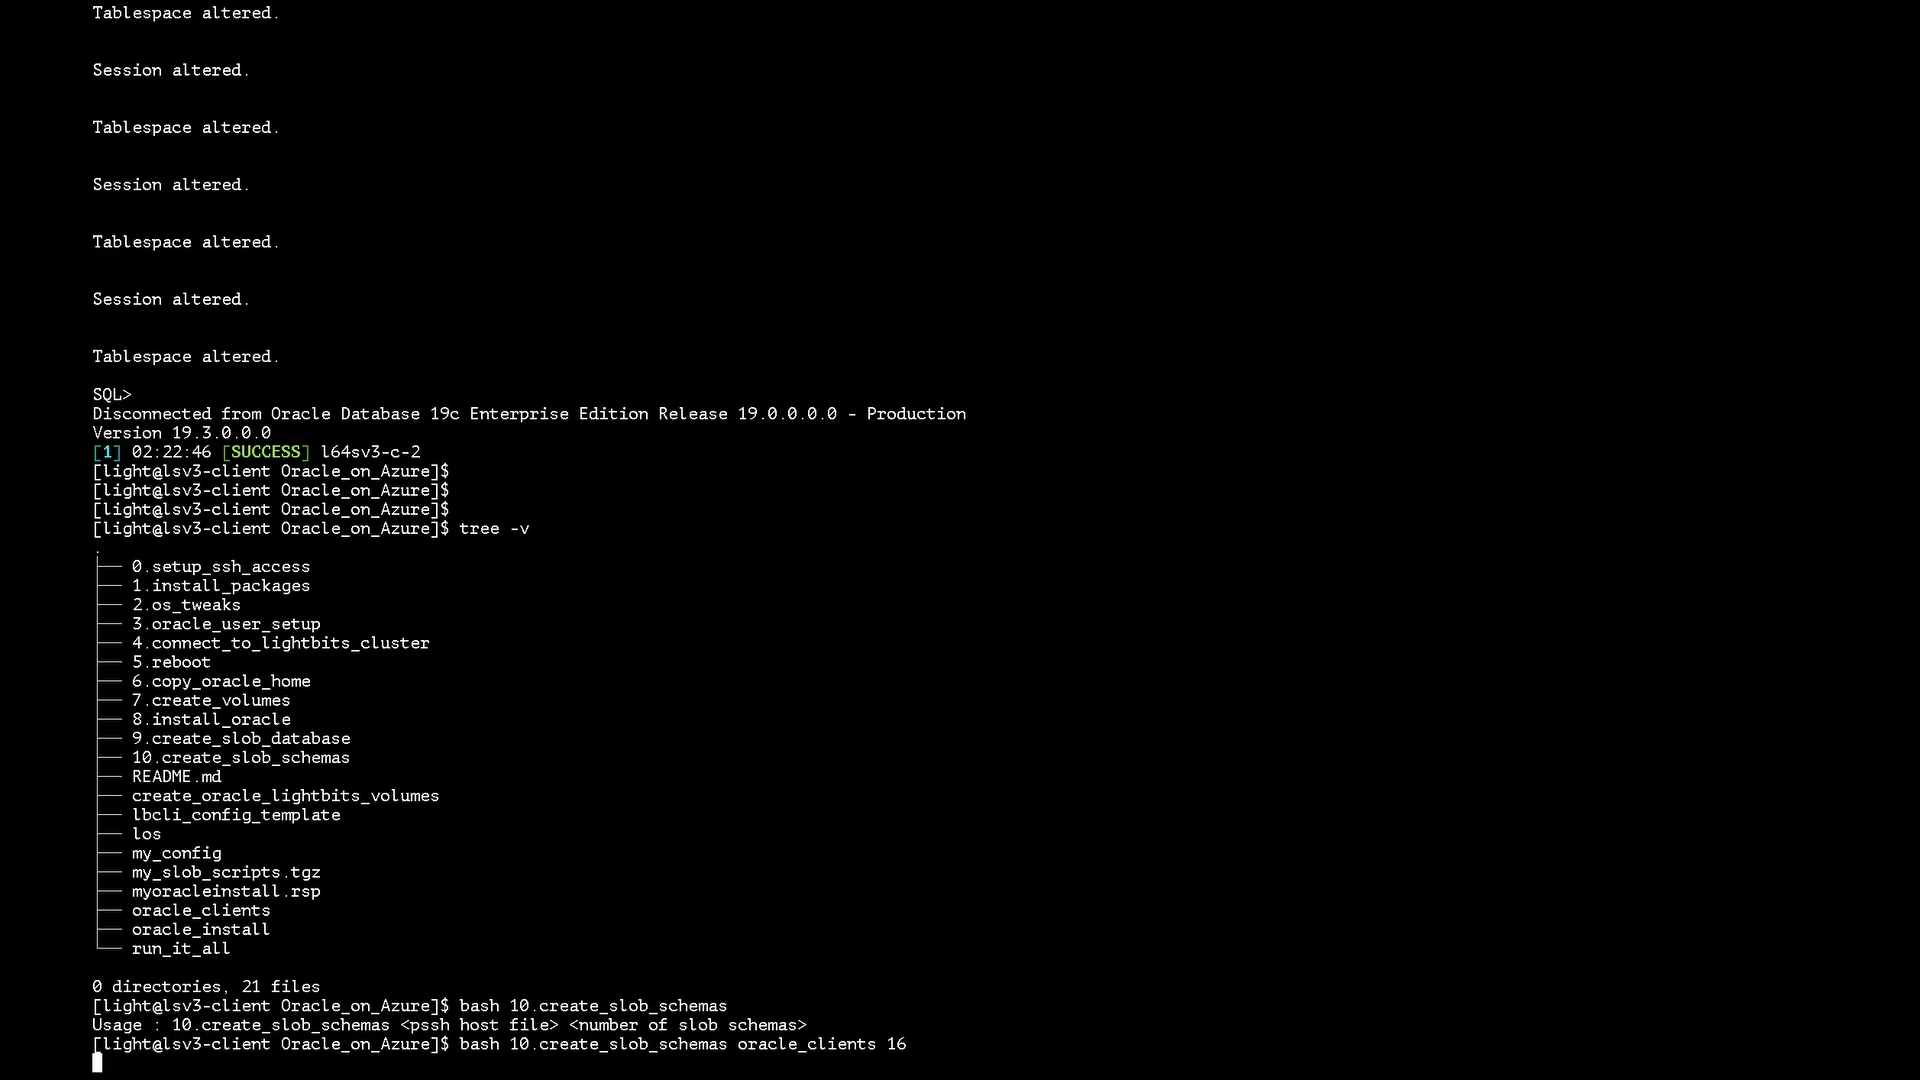 Tablespace altered.
Session altered.
Tablespace altered.
Session altered.
Tablespace altered.
Session altered.
Tablespace altered.
SQL>
Disconnected from Oracle Database 19c Enterprise Edition Release 19.0.0.0.0 - Production
Version 19.3.0.0.0
[1] 02:22:46 [SUCCESS] l64sv3-c-2
[light@lsv3-client Oracle_on_Azure]$
[light@lsv3-client Oracle_on_Azure]$
[light@lsv3-client Oracle_on_Azure]$
[light@lsv3-client Oracle_on_Azure]$ tree -v
.
├── 0.setup_ssh_access
├── 1.install_packages
├── 2.os_tweaks
├── 3.oracle_user_setup
├── 4.connect_to_lightbits_cluster
├── 5.reboot
├── 6.copy_oracle_home
├── 7.create_volumes
├── 8.install_oracle
├── 9.create_slob_database
├── 10.create_slob_schemas
├── README.md
├── create_oracle_lightbits_volumes
├── lbcli_config_template
├── los
├── my_config
├── my_slob_scripts.tgz
├── myoracleinstall.rsp
├── oracle_clients
├── oracle_install
└── run_it_all
0 directories, 21 files
[light@lsv3-client Oracle_on_Azure]$ bash 10.create_slob_schemas
Usage : 10.create_slob_schemas <pssh host file> <number of slob schemas>
[light@lsv3-client Oracle_on_Azure]$ bash 10.create_slob_schemas oracle_clients 16